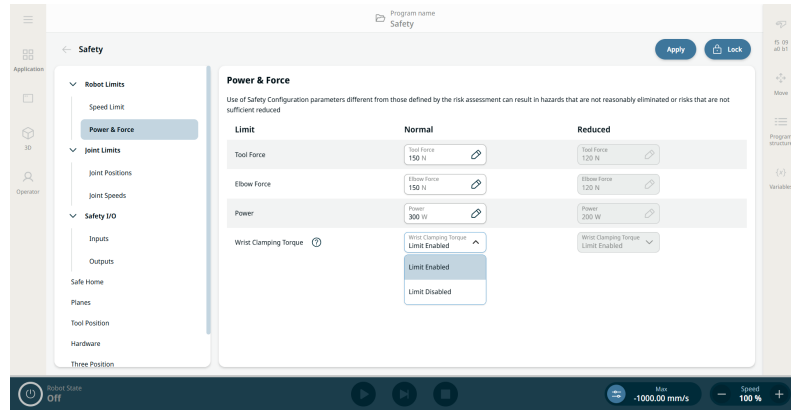 Program name
Safety
Safety
Apply
Lock
f5 09
a0 b1
Application
3D
Operator
Move
Program
structure
(x)
Variables
Robot Limits
Speed Limit
Power & Force
Joint Limits
Joint Positions
Joint Speeds
Safety I/O
Inputs
Outputs
Safe Home
Planes
Tool Position
Hardware
Three Position
Power & Force
Use of Safety Configuration parameters different from those defined by the risk assessment can result in hazards that are not reasonably eliminated or risks that are not
sufficient reduced
Limit Normal Reduced
Tool Force
Tool Force
150 N
Tool Force
120 N
Elbow Force
Elbow Force
150 N
Elbow Force
120 N
Power
Power
300 W
Power
200 W
Wrist Clamping Torque ?
Wrist Clamping Torque
Limit Enabled
Wrist Clamping Torque
Limit Enabled
Limit Enabled
Limit Disabled
Robot State
Off
Max
-1000.00 mm/s
Speed
100 %